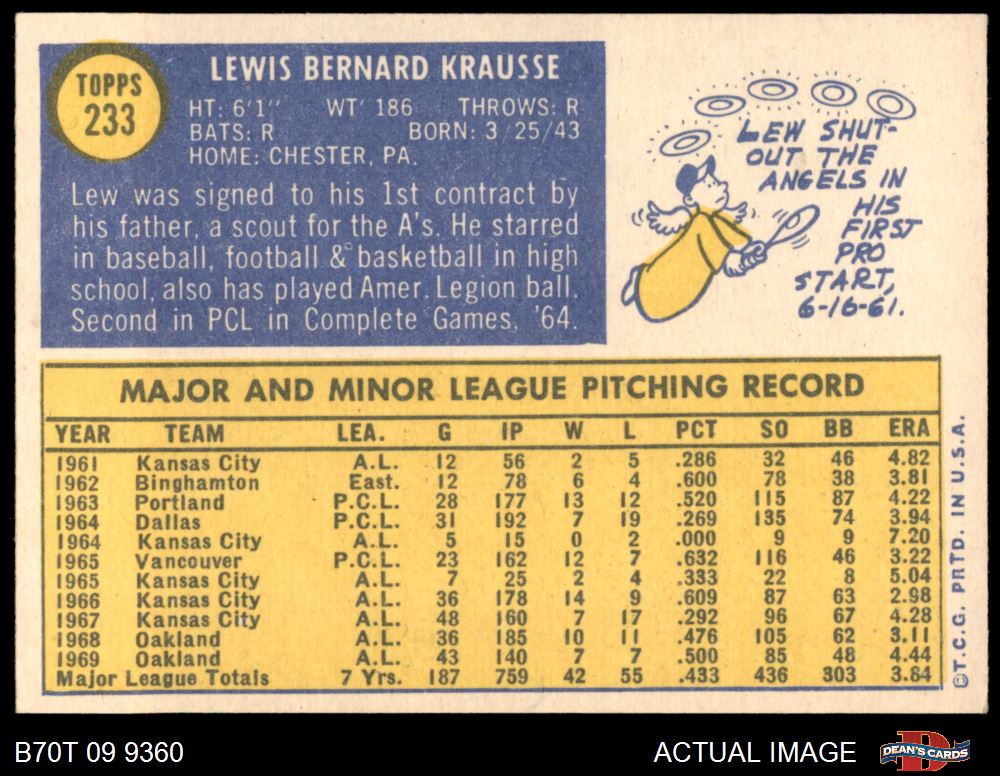 TOPPS
233
LEWIS BERNARD KRAUSSE
HT: 6'1" WT' 186 THROWS: R
BATS: R BORN: 3/25/43
HOME: CHESTER, PA.
Lew was signed to his 1st contract by
his father, a scout for the A's. He starred
in baseball, football & basketball in high
school, also has played Amer. Legion ball.
Second in PCL in Complete Games, '64.
LEW SHUT-
OUT THE
ANGELS IN
HIS
FIRST
PRO
START,
6-16-61.
MAJOR AND MINOR LEAGUE PITCHING RECORD
YEAR TEAM LEA. G IP W L PCT SO BB ERA
1961 Kansas City A.L. 12 56 2 5 .286 32 46 4.82
1962 Binghamton East. 12 78 6 4 .600 78 38 3.81
1963 Portland P.C.L. 28 177 13 12 .520 115 87 4.22
1964 Dallas P.C.L. 31 192 7 19 .269 135 74 3.94
1964 Kansas City A.L. 5 15 0 2 .000 9 9 7.20
1965 Vancouver P.C.L. 23 162 12 7 .632 116 46 3.22
1965 Kansas City A.L. 7 25 2 4 .333 22 8 5.04
1966 Kansas City A.L. 36 178 14 9 .609 87 63 2.98
1967 Kansas City A.L. 48 160 7 17 .292 96 67 4.28
1968 Oakland A.L. 36 185 10 11 .476 105 62 3.11
1969 Oakland A.L. 43 140 7 7 .500 85 48 4.44
Major League Totals 7 Yrs. 187 759 42 55 .433 436 303 3.84
©T.C.G. PRTD. IN U.S.A.
B70T 09 9360
ACTUAL IMAGE
DEAN'S CARDS